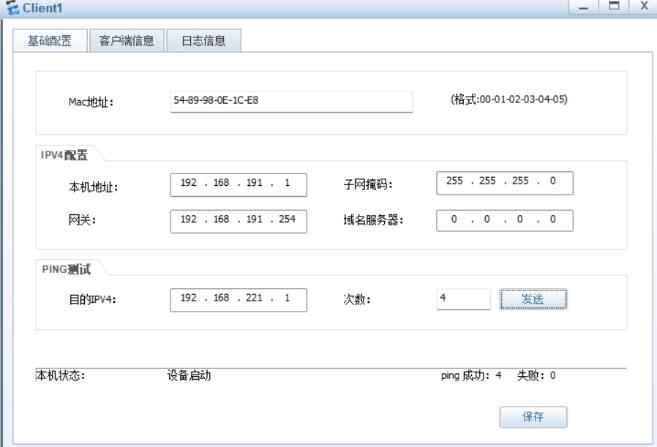 Client1
基础配置 客户端信息 日志信息
Mac地址: 54-89-98-0E-1C-E8 (格式:00-01-02-03-04-05)
IPV4配置
本机地址: 192 . 168 . 191 . 1 子网掩码: 255 . 255 . 255 . 0
网关: 192 . 168 . 191 . 254 域名服务器: 0 . 0 . 0 . 0
PING测试
目的IPV4: 192 . 168 . 221 . 1 次数: 4 发送
本机状态: 设备启动 ping 成功: 4 失败: 0
保存